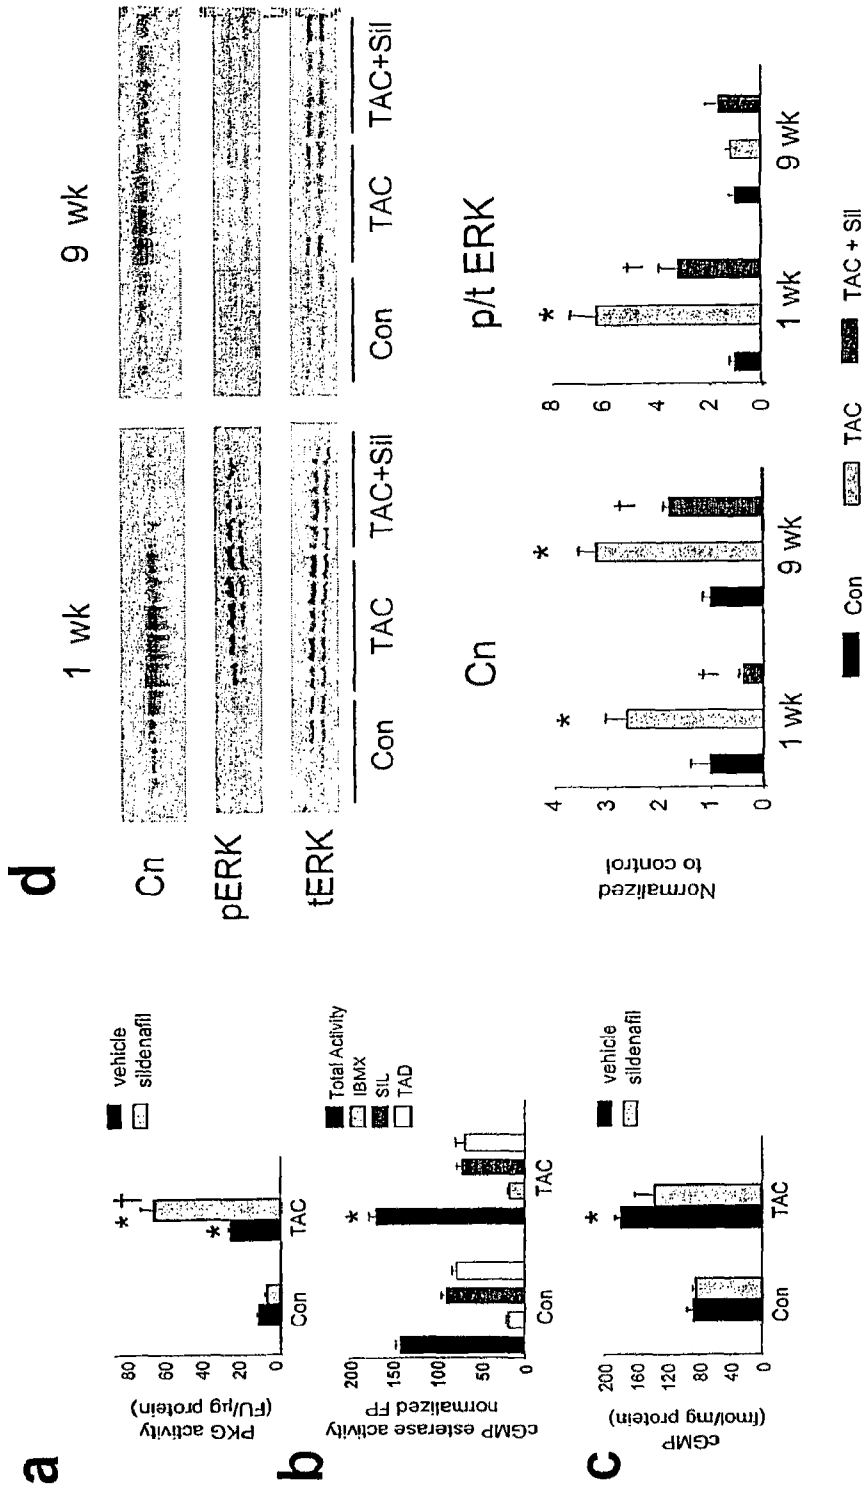 a
PKG activity
(FU/µg protein)
80
60
40
20
0
*
*
†
Con
TAC
vehicle
sildenafil
b
cGMP esterase activity
normalized FP
200
150
100
50
0
*
Con
TAC
Total Activity
IBMX
SIL
TAD
c
cGMP
(fmol/mg protein)
200
160
120
80
40
0
*
Con
TAC
vehicle
sildenafil
d
1 wk
9 wk
Cn
pERK
tERK
Con
TAC
TAC+Sil
Con
TAC
TAC+Sil
Cn
Normalized
to control
4
3
2
1
0
*
†
*
†
1 wk
9 wk
p/t ERK
8
6
4
2
0
*
†
1 wk
9 wk
Con
TAC
TAC + Sil